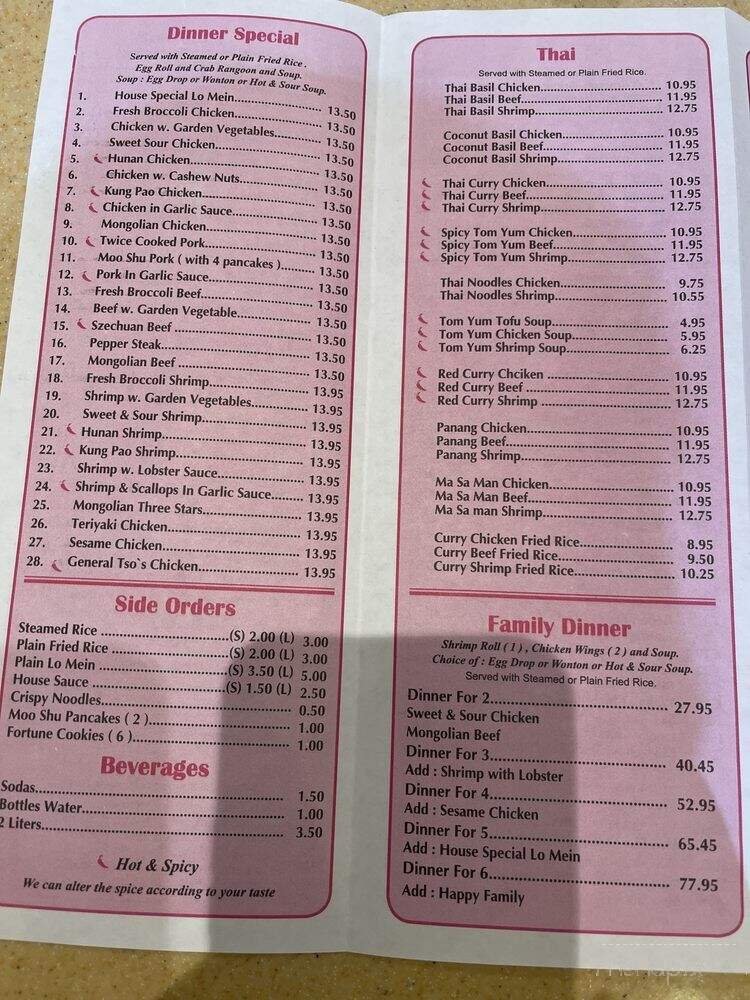 Dinner Special
Served with Steamed or Plain Fried Rice .
Egg Roll and Crab Rangoon and Soup.
Soup : Egg Drop or Wonton or Hot & Sour Soup.
1. House Special Lo Mein 13.50
2. Fresh Broccoli Chicken 13.50
3. Chicken w. Garden Vegetables 13.50
4. Sweet Sour Chicken 13.50
5. Hunan Chicken 13.50
6. Chicken w. Cashew Nuts 13.50
7. Kung Pao Chicken 13.50
8. Chicken in Garlic Sauce 13.50
9. Mongolian Chicken 13.50
10. Twice Cooked Pork 13.50
11. Moo Shu Pork ( with 4 pancakes ) 13.50
12. Pork In Garlic Sauce 13.50
13. Fresh Broccoli Beef 13.50
14. Beef w. Garden Vegetable 13.50
15. Szechuan Beef 13.50
16. Pepper Steak 13.50
17. Mongolian Beef 13.50
18. Fresh Broccoli Shrimp 13.95
19. Shrimp w. Garden Vegetables 13.95
20. Sweet & Sour Shrimp 13.95
21. Hunan Shrimp 13.95
22. Kung Pao Shrimp 13.95
23. Shrimp w. Lobster Sauce 13.95
24. Shrimp & Scallops In Garlic Sauce 13.95
25. Mongolian Three Stars 13.95
26. Teriyaki Chicken 13.95
27. Sesame Chicken 13.95
28. General Tso`s Chicken 13.95
Side Orders
Steamed Rice (S) 2.00 (L) 3.00
Plain Fried Rice (S) 2.00 (L) 3.00
Plain Lo Mein (S) 3.50 (L) 5.00
House Sauce (S) 1.50 (L) 2.50
Crispy Noodles 0.50
Moo Shu Pancakes ( 2 ) 1.00
Fortune Cookies ( 6 ) 1.00
Beverages
Sodas 1.50
Bottles Water 1.00
2 Liters 3.50
Hot & Spicy
We can alter the spice according to your taste
Thai
Served with Steamed or Plain Fried Rice.
Thai Basil Chicken 10.95
Thai Basil Beef 11.95
Thai Basil Shrimp 12.75
Coconut Basil Chicken 10.95
Coconut Basil Beef 11.95
Coconut Basil Shrimp 12.75
Thai Curry Chicken 10.95
Thai Curry Beef 11.95
Thai Curry Shrimp 12.75
Spicy Tom Yum Chicken 10.95
Spicy Tom Yum Beef 11.95
Spicy Tom Yum Shrimp 12.75
Thai Noodles Chicken 9.75
Thai Noodles Shrimp 10.55
Tom Yum Tofu Soup 4.95
Tom Yum Chicken Soup 5.95
Tom Yum Shrimp Soup 6.25
Red Curry Chciken 10.95
Red Curry Beef 11.95
Red Curry Shrimp 12.75
Panang Chicken 10.95
Panang Beef 11.95
Panang Shrimp 12.75
Ma Sa Man Chicken 10.95
Ma Sa Man Beef 11.95
Ma Sa man Shrimp 12.75
Curry Chicken Fried Rice 8.95
Curry Beef Fried Rice 9.50
Curry Shrimp Fried Rice 10.25
Family Dinner
Shrimp Roll ( 1 ) , Chicken Wings ( 2 ) and Soup.
Choice of : Egg Drop or Wonton or Hot & Sour Soup.
Served with Steamed or Plain Fried Rice.
Dinner For 2 27.95
Sweet & Sour Chicken
Mongolian Beef
Dinner For 3 40.45
Add : Shrimp with Lobster
Dinner For 4 52.95
Add : Sesame Chicken
Dinner For 5 65.45
Add : House Special Lo Mein
Dinner For 6 77.95
Add : Happy Family